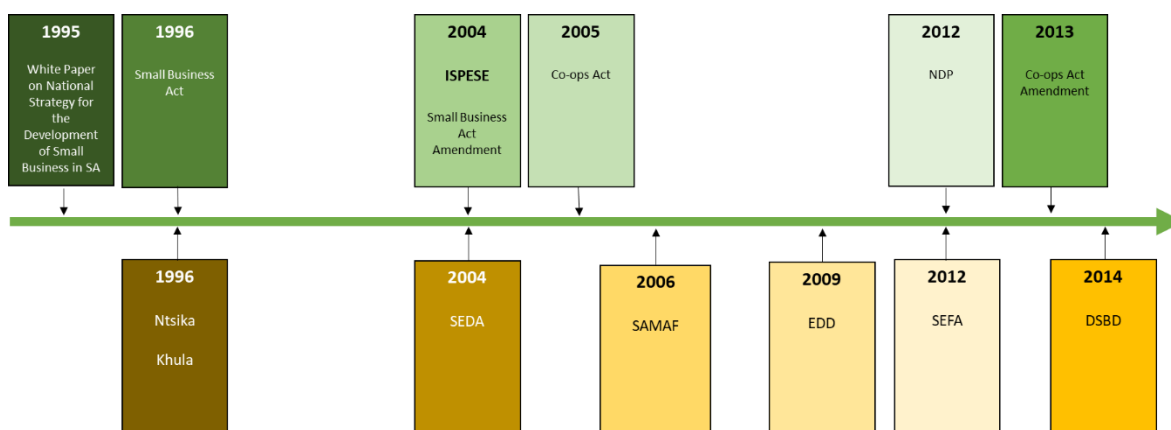 1995
White Paper
on National
Strategy for
the
Development
of Small
Business in SA
1996
Small Business
Act
2004
ISPESE
Small Business
Act
Amendment
2005
Co-ops Act
2012
NDP
2013
Co-ops Act
Amendment
1996
Ntsika
Khula
2004
SEDA
2006
SAMAF
2009
EDD
2012
SEFA
2014
DSBD